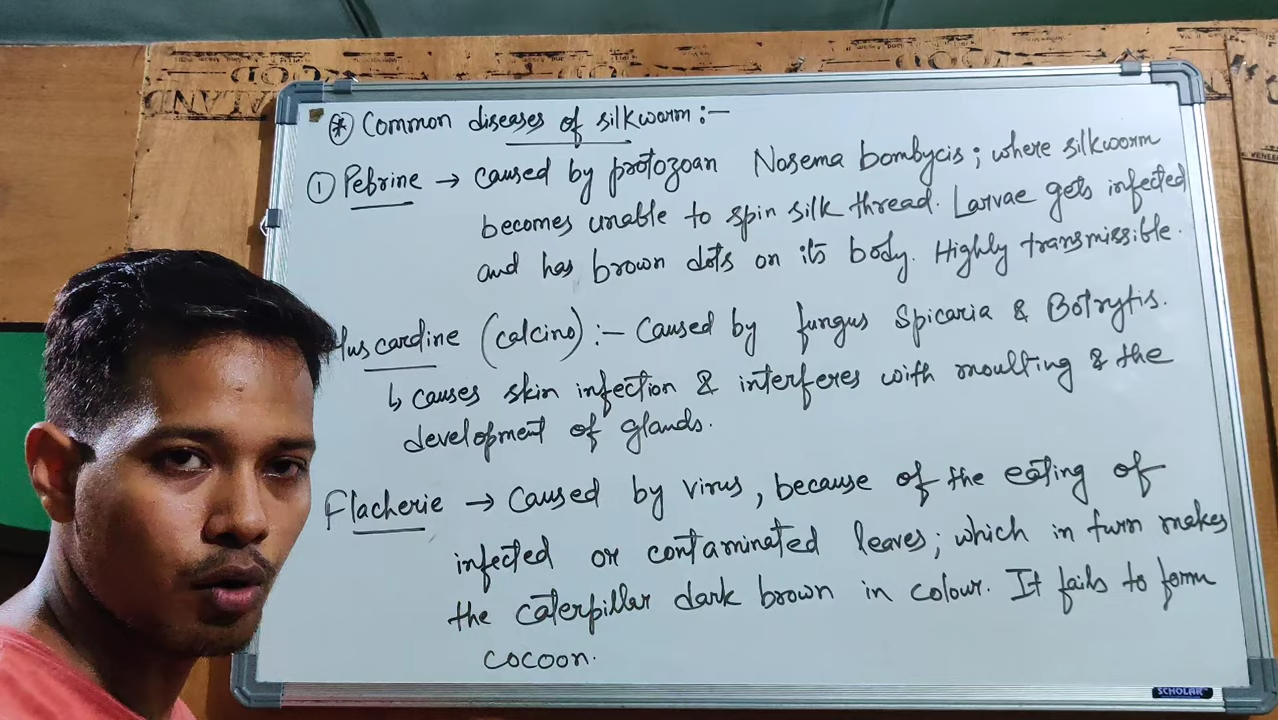 * Common diseases of silkworm :-
① Pebrine → caused by protozoan Nosema bombycis; where silkworm
becomes unable to spin silk thread. Larvae gets infected
and has brown dots on its body. Highly transmissible.
uscardine (calcino) :- Caused by fungus Spicaria & Botrytis.
↳ causes skin infection & interferes with moulting & the
development of glands.
Flacherie → Caused by virus, because of the eating of
infected or contaminated leaves; which in turn makes
the caterpillar dark brown in colour. It fails to form
cocoon.
SCHOLAR